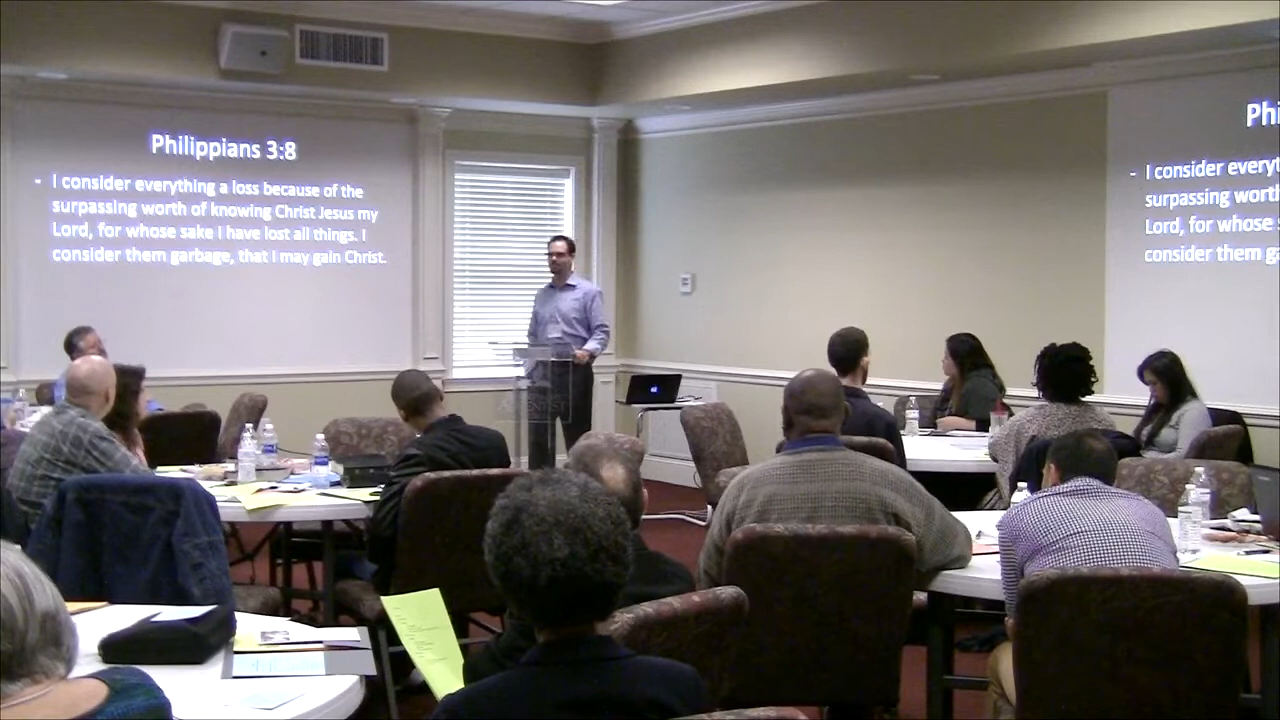 Philippians 3:8
- I consider everything a loss because of the
surpassing worth of knowing Christ Jesus my
Lord, for whose sake I have lost all things. I
consider them garbage, that I may gain Christ.
Phi
- I consider everyt
surpassing worth
Lord, for whose s
consider them ga